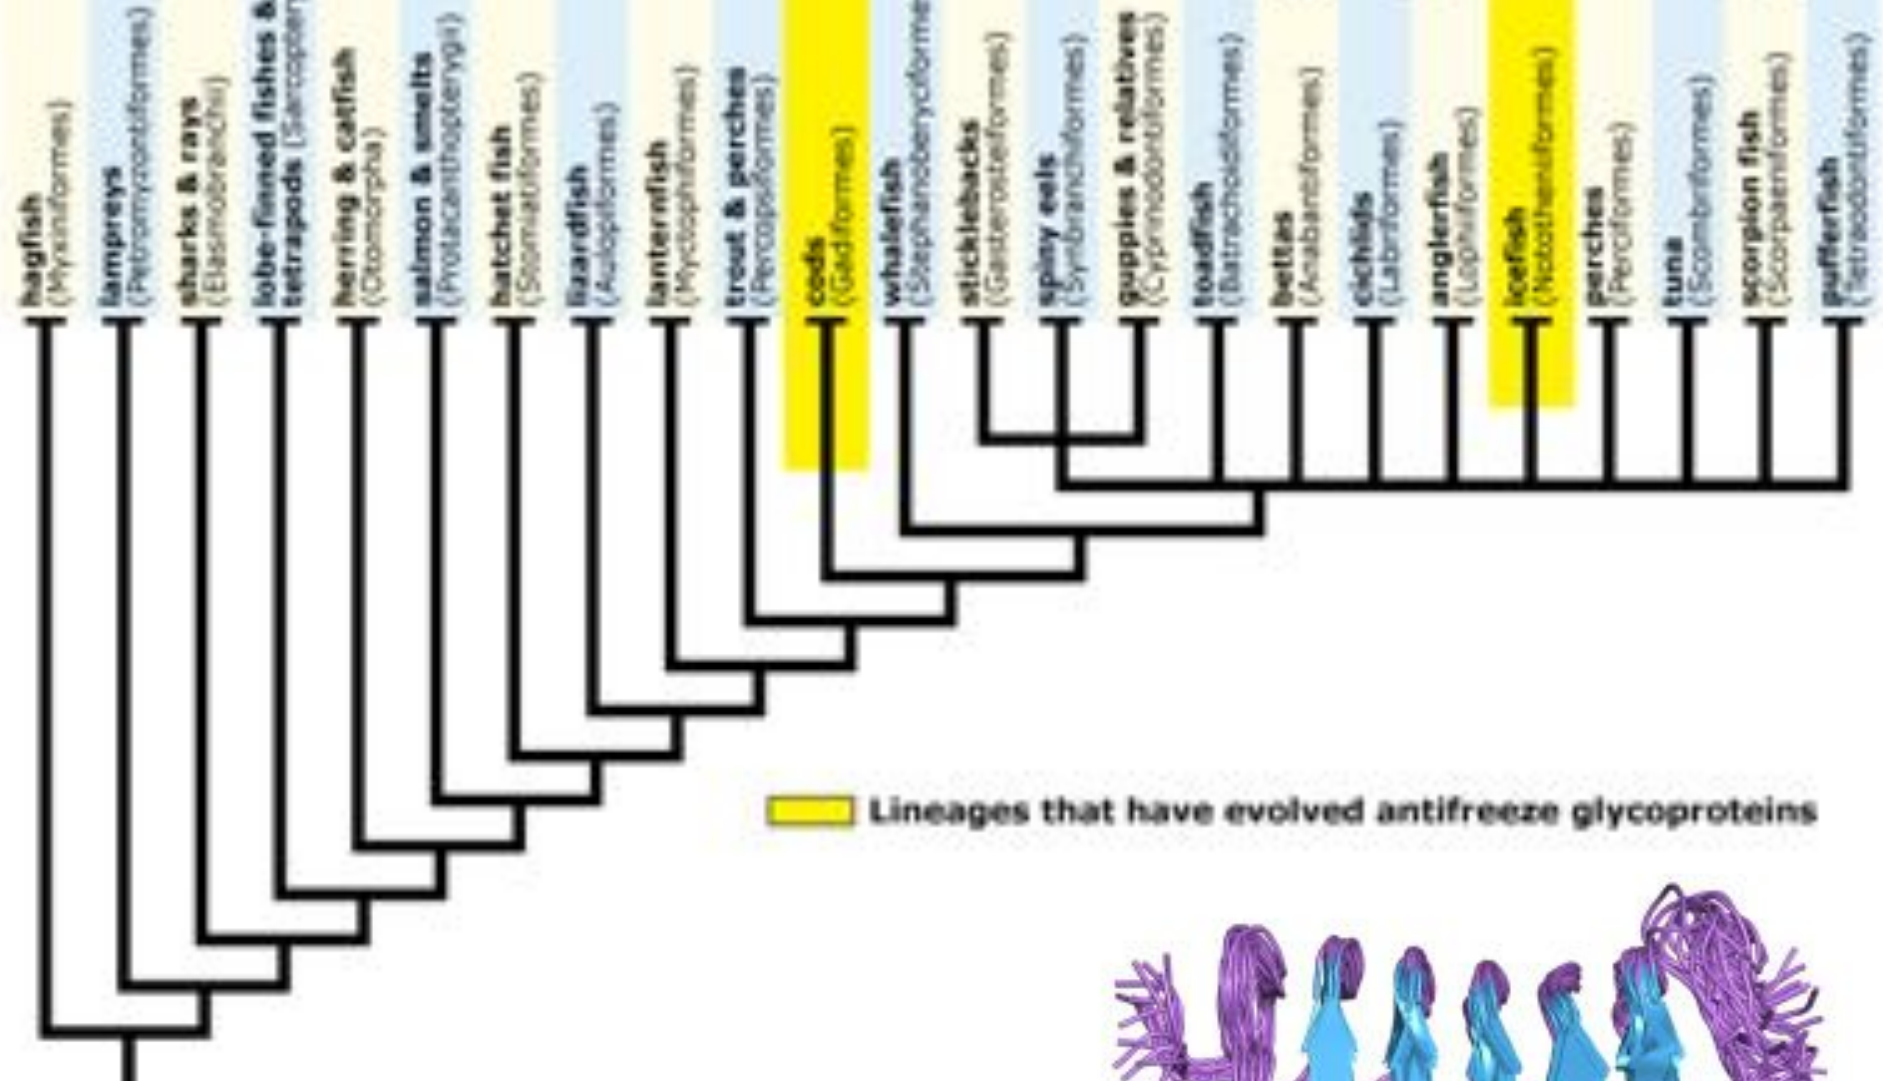 hagfish
(Myxiniformes)
lampreys
(Petromyzontiformes)
sharks & rays
(Elasmobranchii)
lobe-finned fishes &
tetrapods (Sarcopter
herring & catfish
(Otomorpha)
salmon & smelts
(Protacanthopterygii)
hatchet fish
(Stomiatiformes)
lizardfish
(Aulopiformes)
lanternfish
(Myctophiformes)
trout & perches
(Percopsiformes)
cods
(Gadiformes)
whalefish
(Stephanoberyciforme
sticklebacks
(Gasterosteiformes)
spiny eels
(Synbranchiformes)
guppies & relatives
(Cyprinodontiformes)
toadfish
(Batrachoidiformes)
bettas
(Anabantiformes)
cichlids
(Labriformes)
anglerfish
(Lophiiformes)
icefish
(Nototheniiformes)
perches
(Perciformes)
tuna
(Scombriformes)
scorpion fish
(Scorpaeniformes)
pufferfish
(Tetraodontiformes)
Lineages that have evolved antifreeze glycoproteins